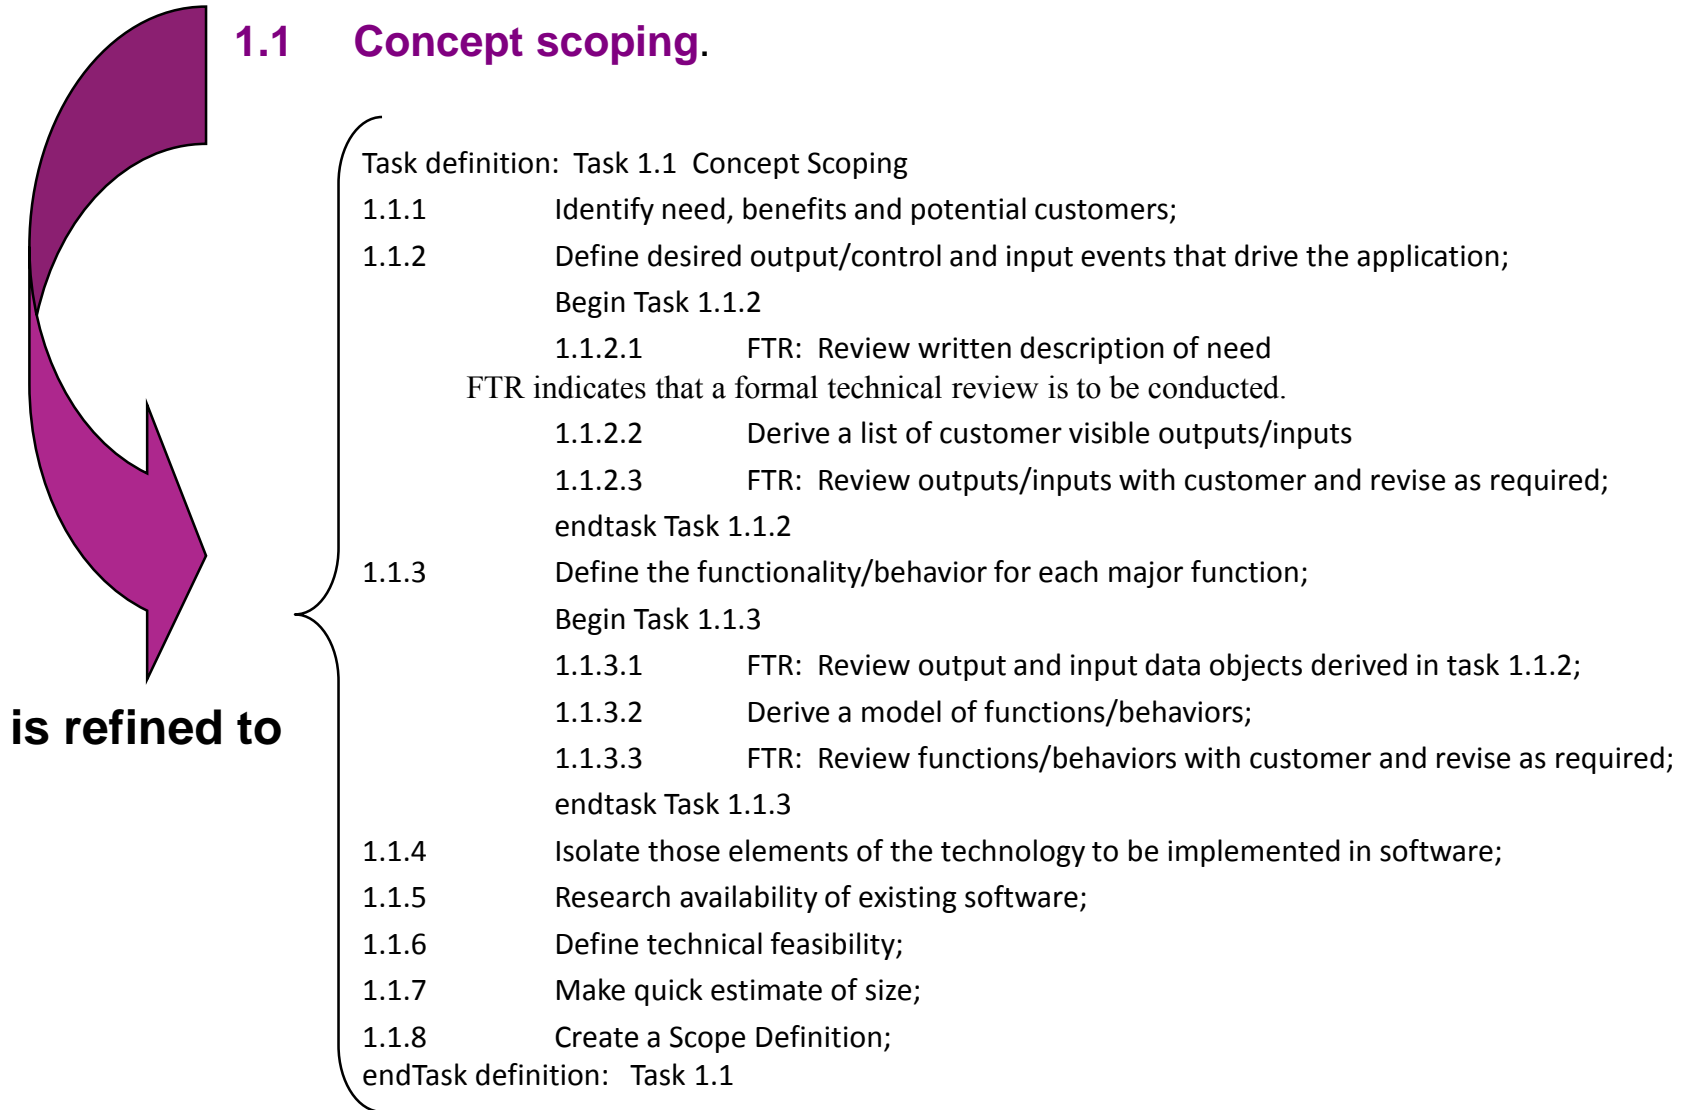 1.1 Concept scoping.
Task definition: Task 1.1 Concept Scoping
1.1.1 Identify need, benefits and potential customers;
1.1.2 Define desired output/control and input events that drive the application;
Begin Task 1.1.2
1.1.2.1 FTR: Review written description of need
FTR indicates that a formal technical review is to be conducted.
1.1.2.2 Derive a list of customer visible outputs/inputs
1.1.2.3 FTR: Review outputs/inputs with customer and revise as required;
endtask Task 1.1.2
1.1.3 Define the functionality/behavior for each major function;
Begin Task 1.1.3
1.1.3.1 FTR: Review output and input data objects derived in task 1.1.2;
1.1.3.2 Derive a model of functions/behaviors;
1.1.3.3 FTR: Review functions/behaviors with customer and revise as required;
endtask Task 1.1.3
1.1.4 Isolate those elements of the technology to be implemented in software;
1.1.5 Research availability of existing software;
1.1.6 Define technical feasibility;
1.1.7 Make quick estimate of size;
1.1.8 Create a Scope Definition;
endTask definition: Task 1.1
is refined to